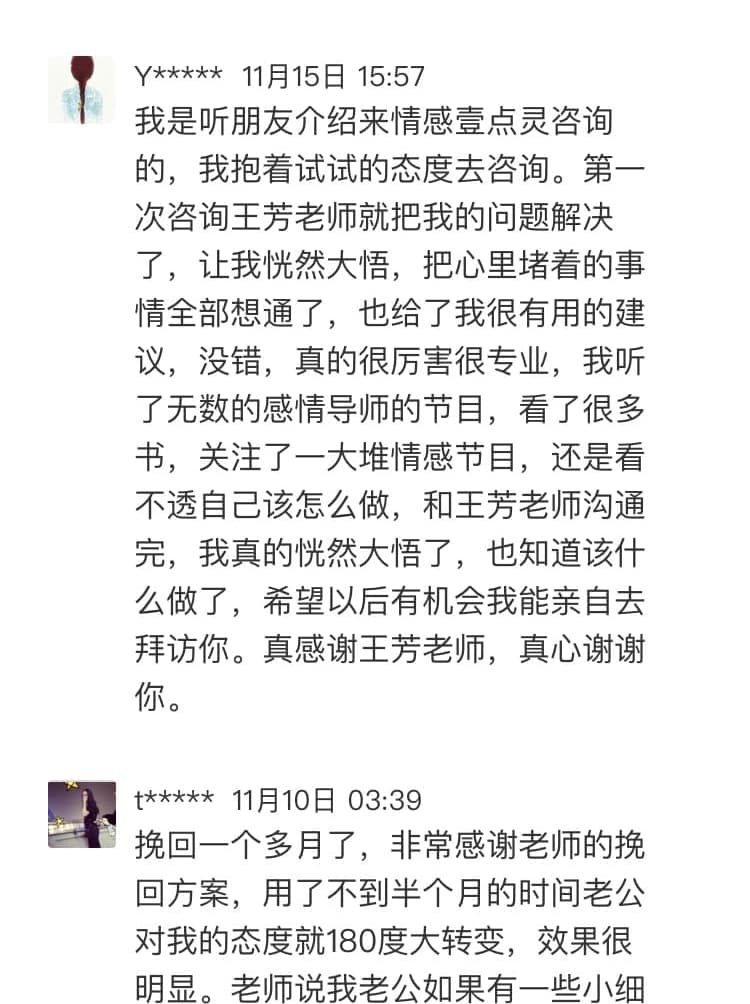 Y***** 11月15日 15:57
我是听朋友介绍来情感壹点灵咨询
的，我抱着试试的态度去咨询。第一
次咨询王芳老师就把我的问题解决
了，让我恍然大悟，把心里堵着的事
情全部想通了，也给了我很有用的建
议，没错，真的很厉害很专业，我听
了无数的感情导师的节目，看了很多
书，关注了一大堆情感节目，还是看
不透自己该怎么做，和王芳老师沟通
完，我真的恍然大悟了，也知道该什
么做了，希望以后有机会我能亲自去
拜访你。真感谢王芳老师，真心谢谢
你。
t***** 11月10日 03:39
挽回一个多月了，非常感谢老师的挽
回方案，用了不到半个月的时间老公
对我的态度就180度大转变，效果很
明显。老师说我老公如果有一些小细